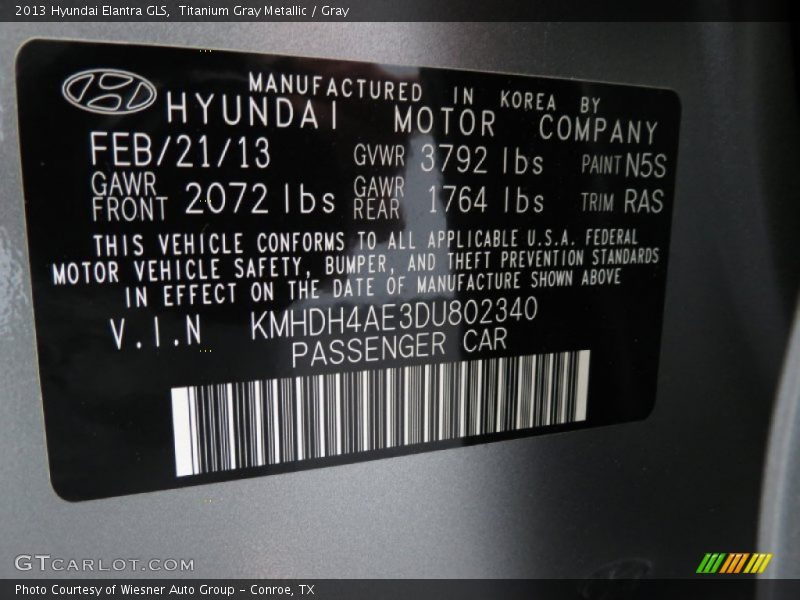 2013 Hyundai Elantra GLS,  Titanium Gray Metallic / Gray
MANUFACTURED IN KOREA BY
HYUNDAI MOTOR COMPANY
FEB/21/13 GVWR 3792 lbs PAINT N5S
GAWR FRONT 2072 lbs GAWR REAR 1764 lbs TRIM RAS
THIS VEHICLE CONFORMS TO ALL APPLICABLE U.S.A. FEDERAL
MOTOR VEHICLE SAFETY, BUMPER, AND THEFT PREVENTION STANDARDS
IN EFFECT ON THE DATE OF MANUFACTURE SHOWN ABOVE
V.I.N KMHDH4AE3DU802340
PASSENGER CAR
GTCARLOT.COM
Photo Courtesy of Wiesner Auto Group - Conroe, TX